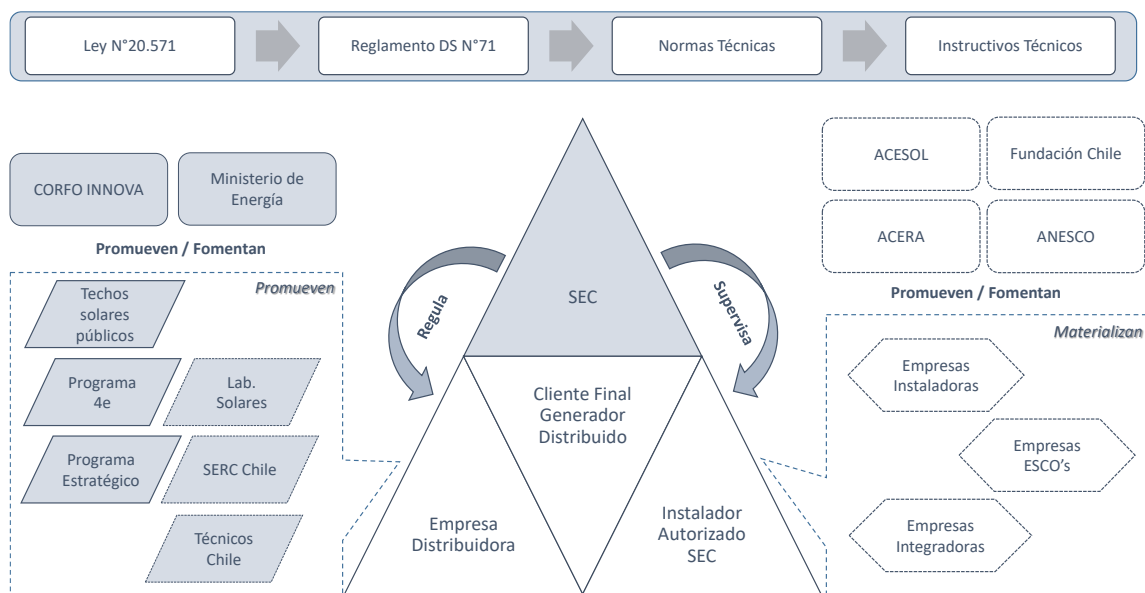 Ley N°20.571
Reglamento DS N°71
Normas Técnicas
Instructivos Técnicos
CORFO INNOVA
Ministerio de
Energía
Promueven / Fomentan
Promueven
Techos
solares
públicos
Programa
4e
Lab.
Solares
Programa
Estratégico
SERC Chile
Técnicos
Chile
SEC
Regula
Supervisa
Cliente Final
Generador
Distribuido
Empresa
Distribuidora
Instalador
Autorizado
SEC
ACESOL
Fundación Chile
ACERA
ANESCO
Promueven / Fomentan
Materializan
Empresas
Instaladoras
Empresas
ESCO's
Empresas
Integradoras